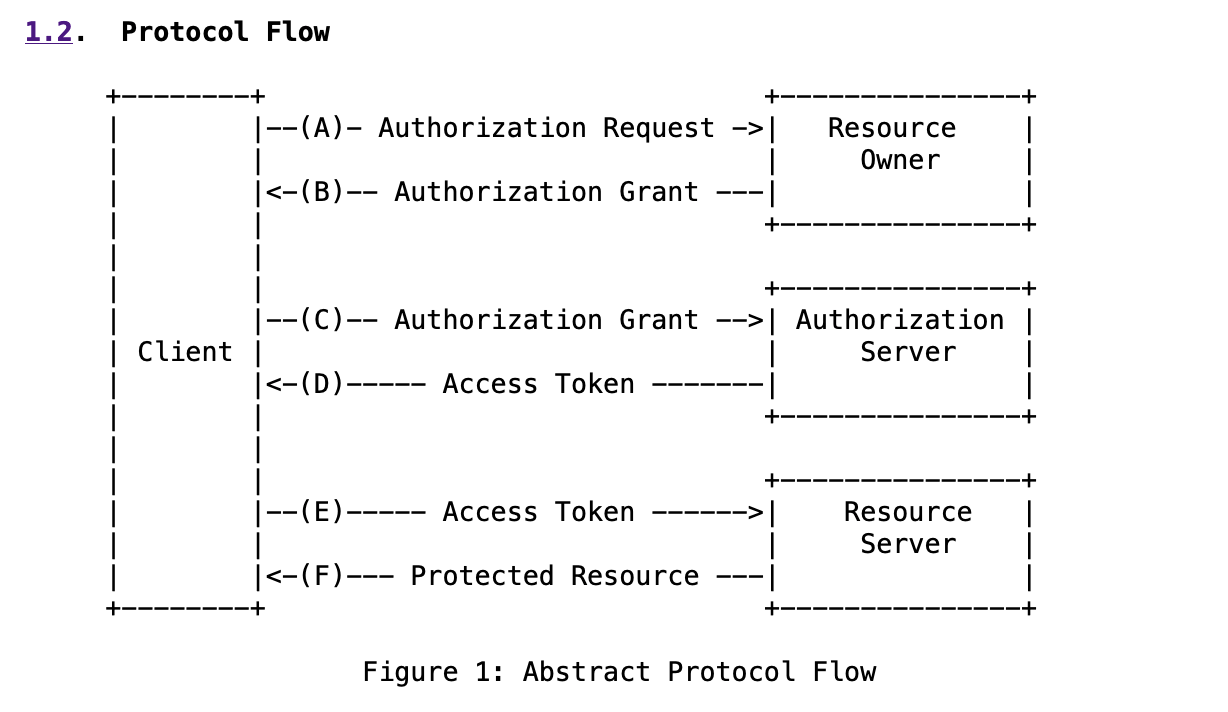 1.2. Protocol Flow
+--------+                               +---------------+
|        |--(A)- Authorization Request ->|   Resource    |
|        |                               |     Owner     |
|        |<-(B)-- Authorization Grant ---|               |
|        |                               +---------------+
|        |
|        |                               +---------------+
|        |--(C)-- Authorization Grant -->| Authorization |
| Client |                               |     Server    |
|        |<-(D)----- Access Token -------|               |
|        |                               +---------------+
|        |
|        |                               +---------------+
|        |--(E)----- Access Token ------>|    Resource   |
|        |                               |     Server    |
|        |<-(F)--- Protected Resource ---|               |
+--------+                               +---------------+
Figure 1: Abstract Protocol Flow